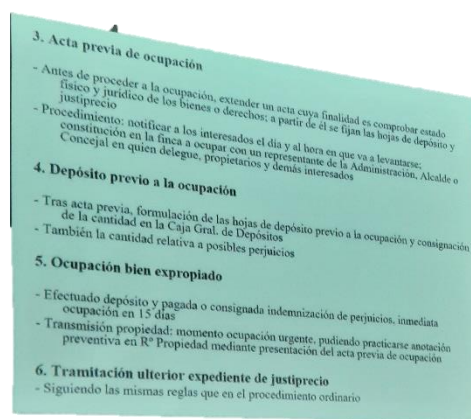 3. Acta previa de ocupación
- Antes de proceder a la ocupación, extender un acta cuya finalidad es comprobar estado
físico y jurídico de los bienes o derechos; a partir de él se fijan las hojas de depósito y
justiprecio
- Procedimiento: notificar a los interesados el día y al hora en que va a levantarse;
constitución en la finca a ocupar con un representante de la Administración, Alcalde o
Concejal en quien delegue, propietarios y demás interesados
4. Depósito previo a la ocupación
- Tras acta previa, formulación de las hojas de depósito previo a la ocupación y consignación
de la cantidad en la Caja Gral. de Depósitos
- También la cantidad relativa a posibles perjuicios
5. Ocupación bien expropiado
- Efectuado depósito y pagada o consignada indemnización de perjuicios, inmediata
ocupación en 15 días
- Transmisión propiedad: momento ocupación urgente, pudiendo practicarse anotación
preventiva en Rº Propiedad mediante presentación del acta previa de ocupación
6. Tramitación ulterior expediente de justiprecio
- Siguiendo las mismas reglas que en el procedimiento ordinario